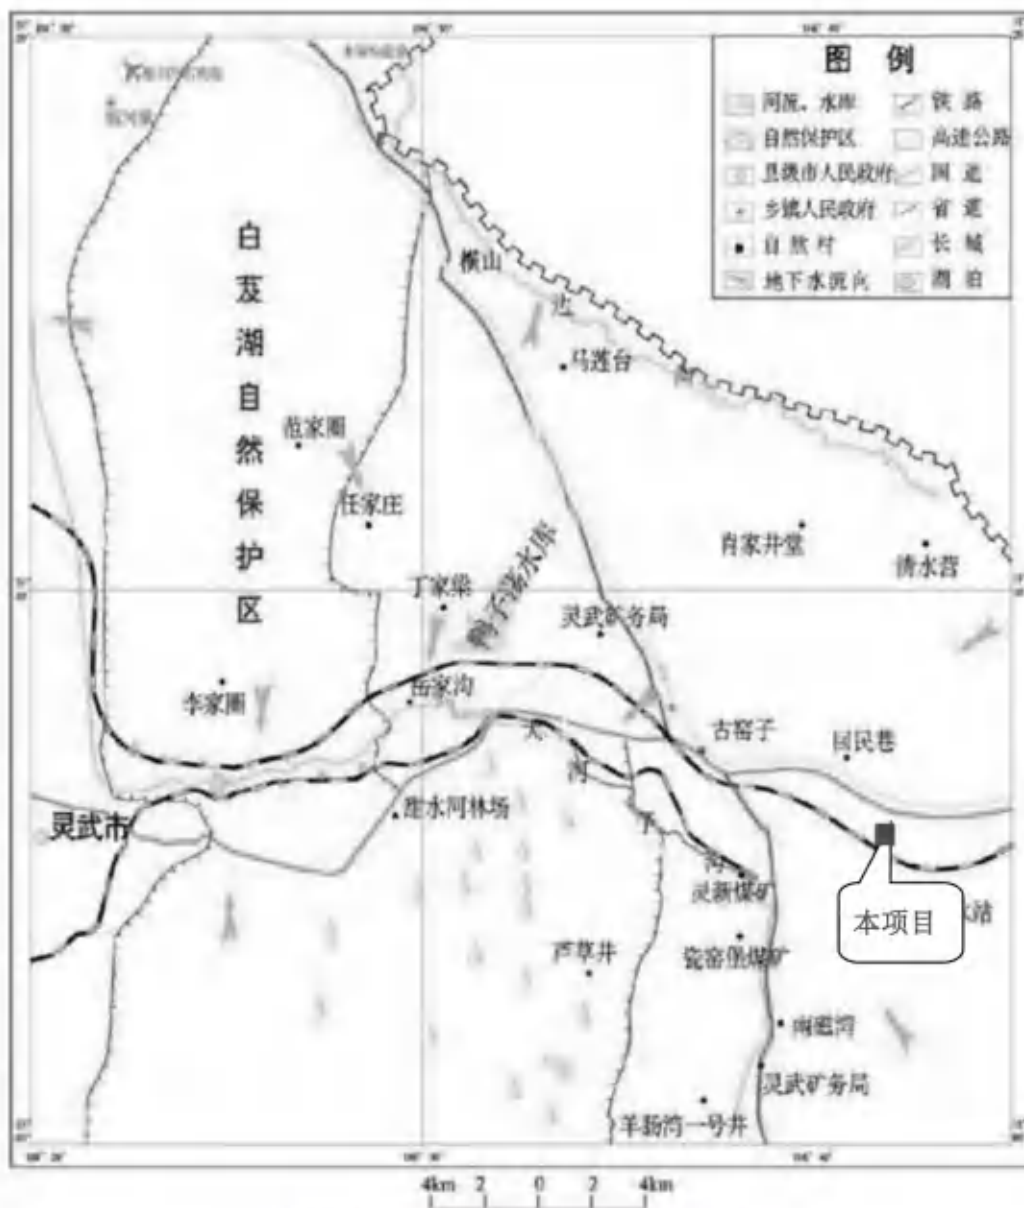 图 例
河流、水库 铁 路
自然保护区 高速公路
县级市人民政府 国 道
乡镇人民政府 省 道
自 然 村 长 城
地下水流向 湖 泊
白芨湖自然保护区
横山
边
沟
马莲台
范家圈
任家庄
肖家井堂
清水营
丁家梁
鸭子荡水库
灵武矿务局
李家圈
岳家沟
大
河
子
沟
古窑子
回民巷
灵武市
本项目
灵新煤矿
芦草井
瓷窑堡煤矿
南磁湾
灵武矿务局
羊肠湾一号井
4km 2 0 2 4km